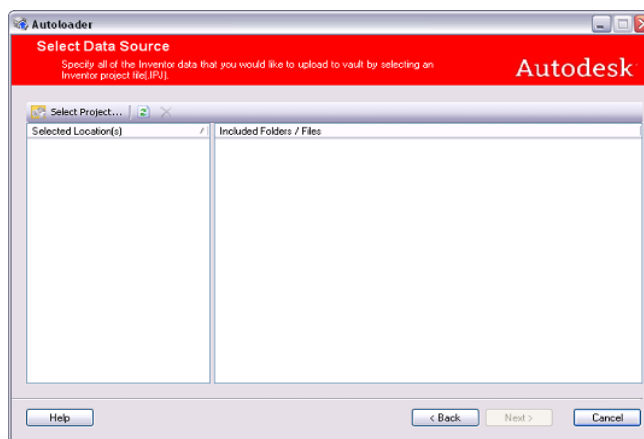 Autoloader
Select Data Source
Specify all of the Inventor data that you would like to upload to vault by selecting an
Inventor project file(.IPJ).
Autodesk
Select Project...
Selected Location(s)
Included Folders / Files
Help
< Back
Next >
Cancel